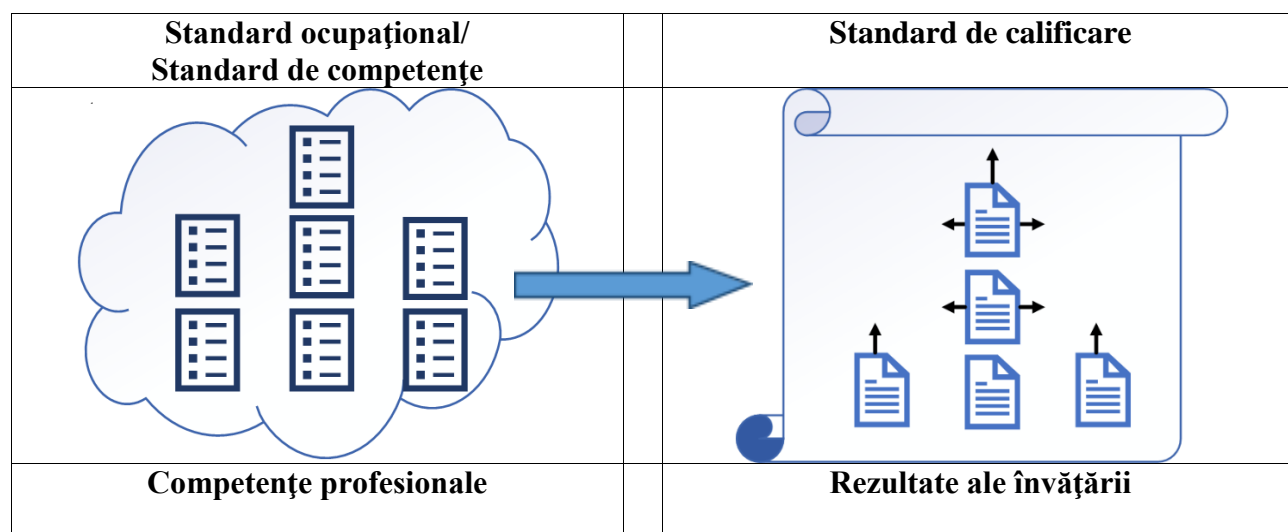 Standard ocupaţional/
Standard de competenţe
Standard de calificare
Competenţe profesionale
Rezultate ale învăţării